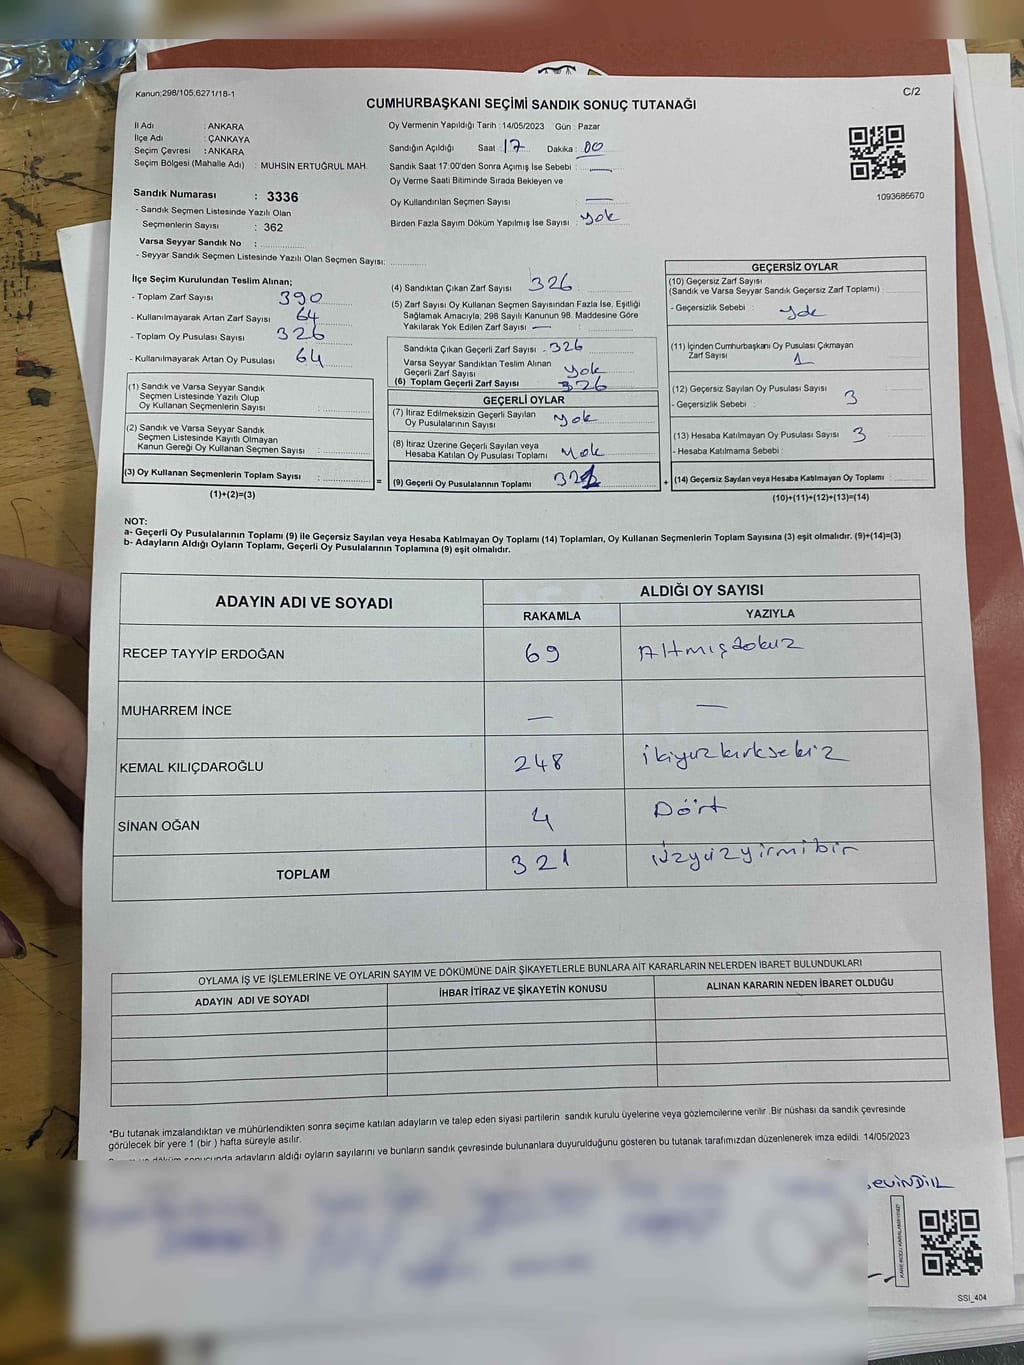 Kanun:298/105,6271/18-1
C/2
CUMHURBAŞKANI SEÇİMİ SANDIK SONUÇ TUTANAĞI
İl Adı : ANKARA
İlçe Adı : ÇANKAYA
Seçim Çevresi : ANKARA
Seçim Bölgesi (Mahalle Adı) : MUHSİN ERTUĞRUL MAH.
Sandık Numarası : 3336
- Sandık Seçmen Listesinde Yazılı Olan
Seçmenlerin Sayısı : 362
Varsa Seyyar Sandık No :
- Seyyar Sandık Seçmen Listesinde Yazılı Olan Seçmen Sayısı:
Oy Vermenin Yapıldığı Tarih : 14/05/2023 Gün : Pazar
Sandığın Açıldığı Saat : 17 Dakika : 00
Sandık Saat 17:00'den Sonra Açımış İse Sebebi : —
Oy Verme Saati Bitiminde Sırada Bekleyen ve
Oy Kullandırılan Seçmen Sayısı : —
Birden Fazla Sayım Döküm Yapılmış İse Sayısı : yok
1093686670
İlçe Seçim Kurulundan Teslim Alınan;
- Toplam Zarf Sayısı : 390
- Kullanılmayarak Artan Zarf Sayısı : 64
- Toplam Oy Pusulası Sayısı : 326
- Kullanılmayarak Artan Oy Pusulası : 64
(1) Sandık ve Varsa Seyyar Sandık
Seçmen Listesinde Yazılı Olup
Oy Kullanan Seçmenlerin Sayısı :
(2) Sandık ve Varsa Seyyar Sandık
Seçmen Listesinde Kayıtlı Olmayan
Kanun Gereği Oy Kullanan Seçmen Sayısı :
(3) Oy Kullanan Seçmenlerin Toplam Sayısı : =
(1)+(2)=(3)
(4) Sandıktan Çıkan Zarf Sayısı : 326
(5) Zarf Sayısı Oy Kullanan Seçmen Sayısından Fazla İse, Eşitliği
Sağlamak Amacıyla; 298 Sayılı Kanunun 98. Maddesine Göre
Yakılarak Yok Edilen Zarf Sayısı — :
Sandıkta Çıkan Geçerli Zarf Sayısı : 326
Varsa Seyyar Sandıktan Teslim Alınan
Geçerli Zarf Sayısı : yok
(6) Toplam Geçerli Zarf Sayısı : 326
GEÇERLİ OYLAR
(7) İtiraz Edilmeksizin Geçerli Sayılan
Oy Pusulalarının Sayısı : yok
(8) İtiraz Üzerine Geçerli Sayılan veya
Hesaba Katılan Oy Pusulası Toplamı : yok
(9) Geçerli Oy Pusulalarının Toplamı : 321 +
GEÇERSİZ OYLAR
(10) Geçersiz Zarf Sayısı
(Sandık ve Varsa Seyyar Sandık Geçersiz Zarf Toplamı) :
- Geçersizlik Sebebi : yok
(11) İçinden Cumhurbaşkanı Oy Pusulası Çıkmayan
Zarf Sayısı : 1
(12) Geçersiz Sayılan Oy Pusulası Sayısı :
- Geçersizlik Sebebi : 3
(13) Hesaba Katılmayan Oy Pusulası Sayısı : 3
- Hesaba Katılmama Sebebi :
(14) Geçersiz Sayılan veya Hesaba Katılmayan Oy Toplamı :
(10)+(11)+(12)+(13)=(14)
NOT:
a- Geçerli Oy Pusulalarının Toplamı (9) ile Geçersiz Sayılan veya Hesaba Katılmayan Oy Toplamı (14) Toplamları, Oy Kullanan Seçmenlerin Toplam Sayısına (3) eşit olmalıdır. (9)+(14)=(3)
b- Adayların Aldığı Oyların Toplamı, Geçerli Oy Pusulalarının Toplamına (9) eşit olmalıdır.
ADAYIN ADI VE SOYADI
ALDIĞI OY SAYISI
RAKAMLA YAZIYLA
RECEP TAYYİP ERDOĞAN 69 Altmışdokuz
MUHARREM İNCE — —
KEMAL KILIÇDAROĞLU 248 ikiyüzkırksekiz
SİNAN OĞAN 4 Dört
TOPLAM 321 üzyüzyirmibir
OYLAMA İŞ VE İŞLEMLERİNE VE OYLARIN SAYIM VE DÖKÜMÜNE DAİR ŞİKAYETLERLE BUNLARA AİT KARARLARIN NELERDEN İBARET BULUNDUKLARI
ADAYIN ADI VE SOYADI İHBAR İTİRAZ VE ŞİKAYETİN KONUSU ALINAN KARARIN NEDEN İBARET OLDUĞU
*Bu tutanak imzalandıktan ve mühürlendikten sonra seçime katılan adayların ve talep eden siyasi partilerin sandık kurulu üyelerine veya gözlemcilerine verilir .Bir nüshası da sandık çevresinde
görülecek bir yere 1 (bir ) hafta süreyle asılır.
sonucunda adayların aldığı oyların sayılarını ve bunların sandık çevresinde bulunanlara duyurulduğunu gösteren bu tutanak tarafımızdan düzenlenerek imza edildi. 14/05/2023
SSI_404